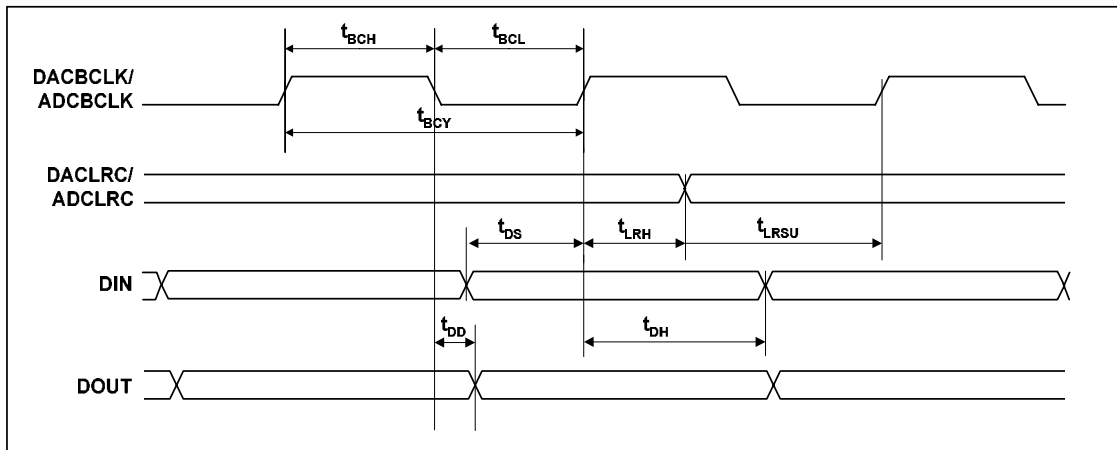 tBCH
tBCL
DACBCLK/
ADCBCLK
tBCY
DACLRC/
ADCLRC
tDS
tLRH
tLRSU
DIN
tDD
tDH
DOUT